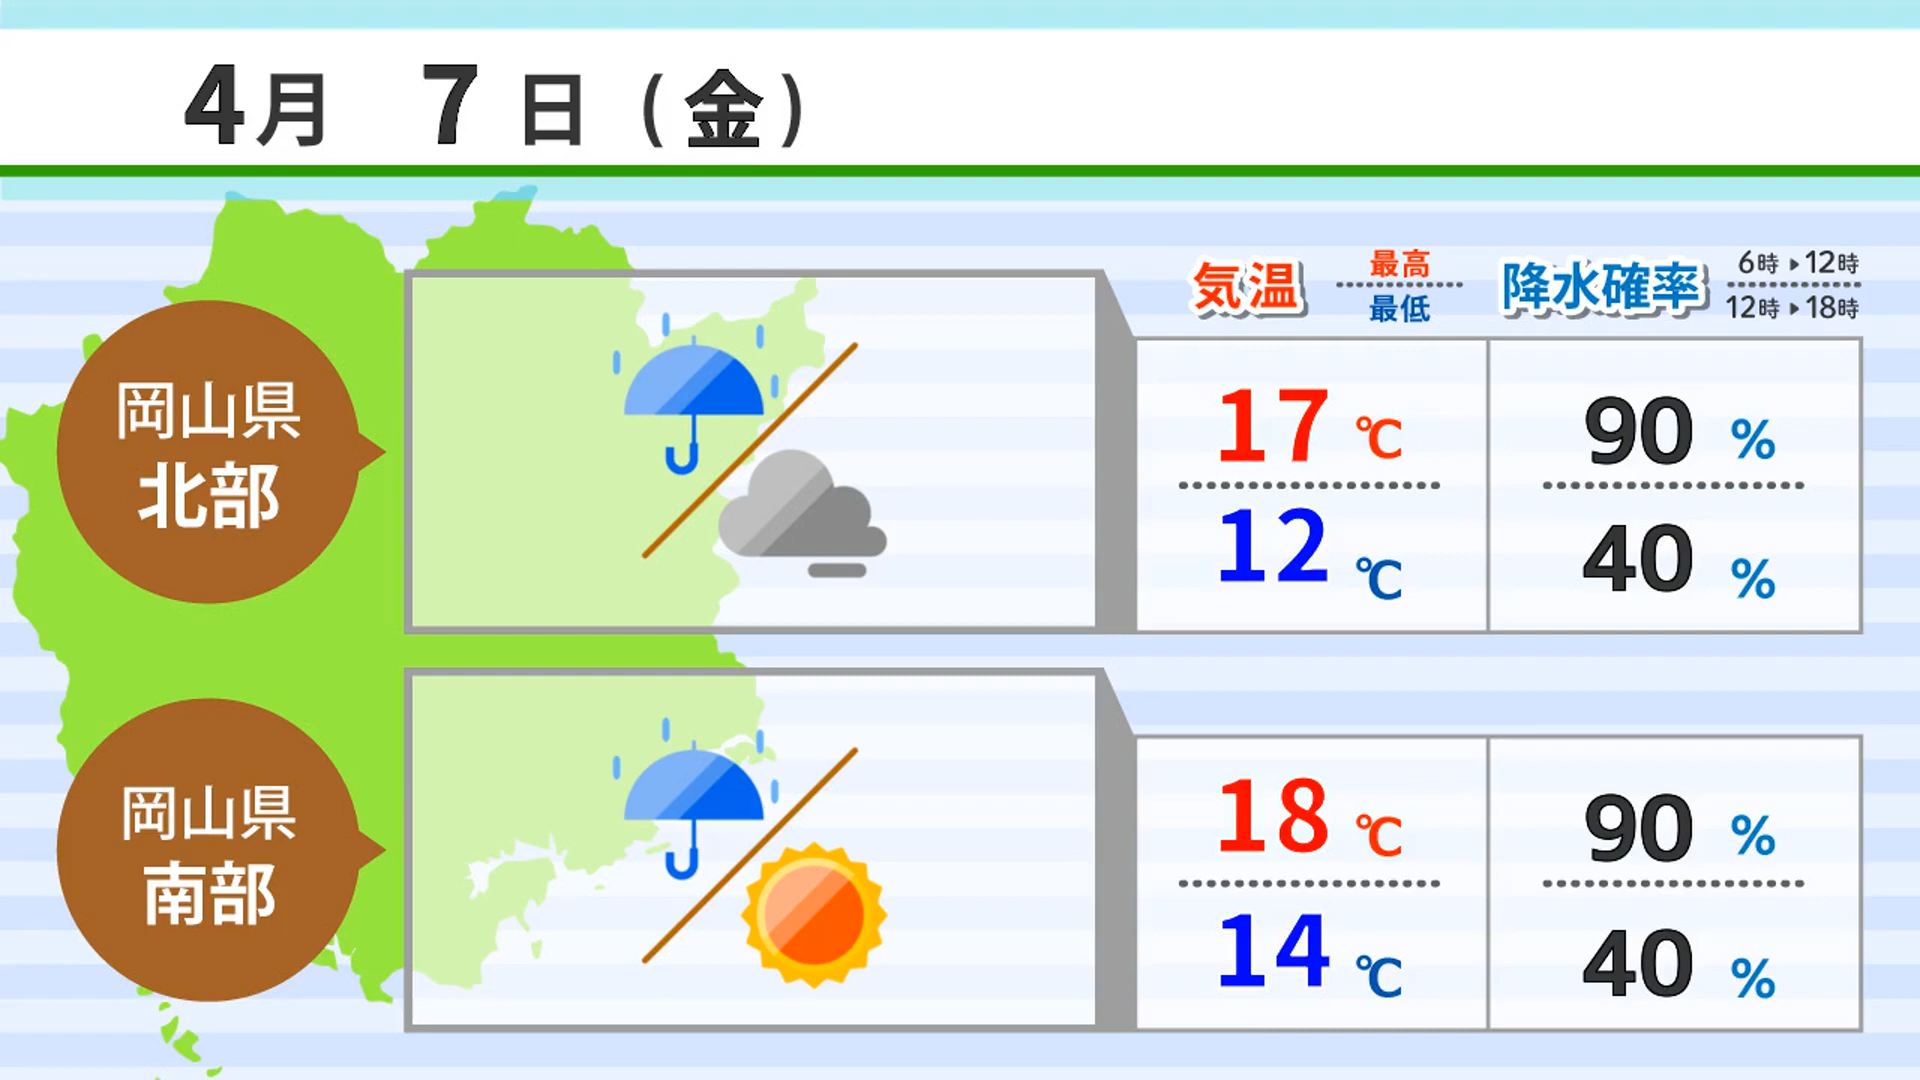 4月 7日(金)
気温 最高 最低 降水確率 6時▶12時 12時▶18時
岡山県
北部
17℃ 90%
12℃ 40%
岡山県
南部
18℃ 90%
14℃ 40%